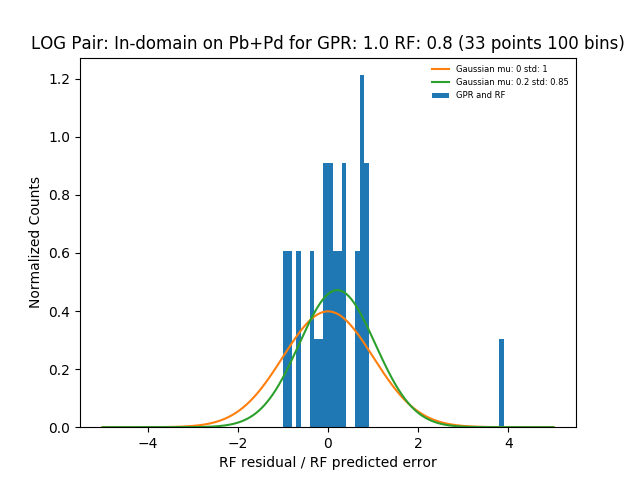 LOG Pair: In-domain on Pb+Pd for GPR: 1.0 RF: 0.8 (33 points 100 bins)
Gaussian mu: 0 std: 1
Gaussian mu: 0.2 std: 0.85
GPR and RF
Normalized Counts
1.2
1.0
0.8
0.6
0.4
0.2
0.0
−4 −2 0 2 4
RF residual / RF predicted error